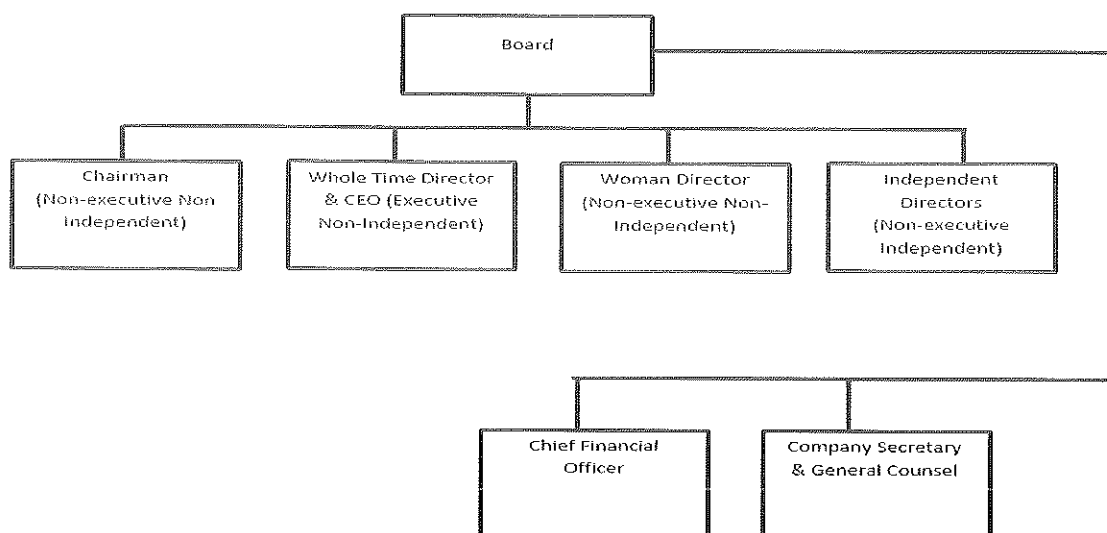 Board
Chairman
(Non-executive Non
Independent)
Whole Time Director
& CEO (Executive
Non-Independent)
Woman Director
(Non-executive Non-
Independent)
Independent
Directors
(Non-executive
Independent)
Chief Financial
Officer
Company Secretary
& General Counsel